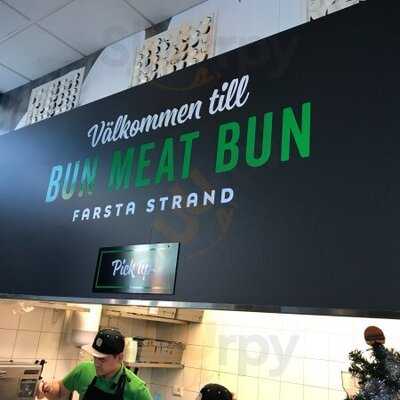 Välkommen till
BUN MEAT BUN
FARSTA STRAND
Pick up